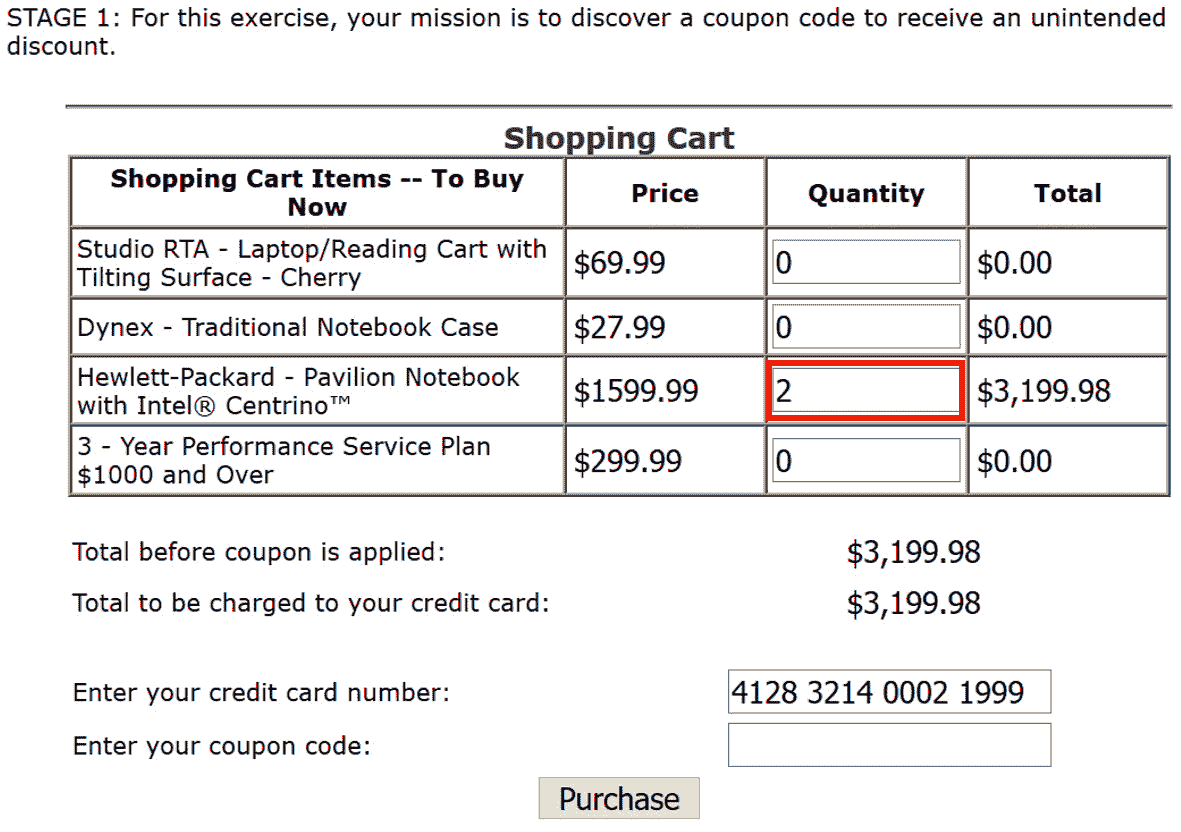 STAGE 1: For this exercise, your mission is to discover a coupon code to receive an unintended
discount.
Shopping Cart
Shopping Cart Items -- To Buy
Now
Price
Quantity
Total
Studio RTA - Laptop/Reading Cart with
Tilting Surface - Cherry
$69.99
0
$0.00
Dynex - Traditional Notebook Case
$27.99
0
$0.00
Hewlett-Packard - Pavilion Notebook
with Intel® Centrino™
$1599.99
2
$3,199.98
3 - Year Performance Service Plan
$1000 and Over
$299.99
0
$0.00
Total before coupon is applied:
$3,199.98
Total to be charged to your credit card:
$3,199.98
Enter your credit card number:
4128 3214 0002 1999
Enter your coupon code:
Purchase